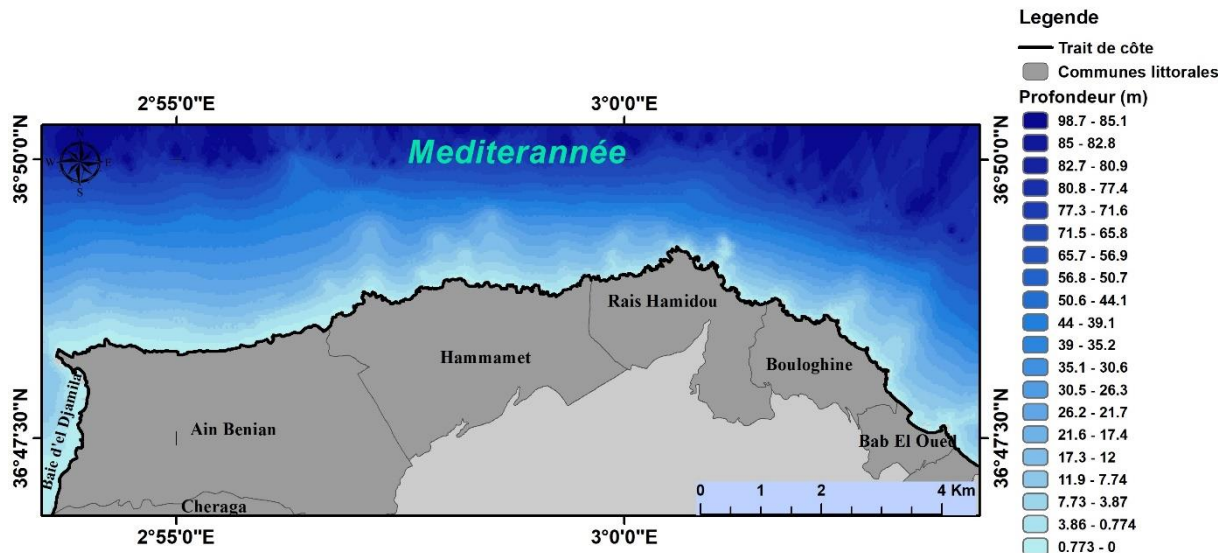 Legende
Trait de côte
Communes littorales
Profondeur (m)
98.7 - 85.1
85 - 82.8
82.7 - 80.9
80.8 - 77.4
77.3 - 71.6
71.5 - 65.8
65.7 - 56.9
56.8 - 50.7
50.6 - 44.1
44 - 39.1
39 - 35.2
35.1 - 30.6
30.5 - 26.3
26.2 - 21.7
21.6 - 17.4
17.3 - 12
11.9 - 7.74
7.73 - 3.87
3.86 - 0.774
0.773 - 0
2°55'0"E
3°0'0"E
36°50'0"N
36°50'0"N
N
W
E
S
Mediterannée
Rais Hamidou
Hammamet
Bouloghine
Ain Benian
Bab El Oued
Baie d'el Djamila
Cheraga
36°47'30"N
36°47'30"N
0 1 2 4 Km
2°55'0"E
3°0'0"E